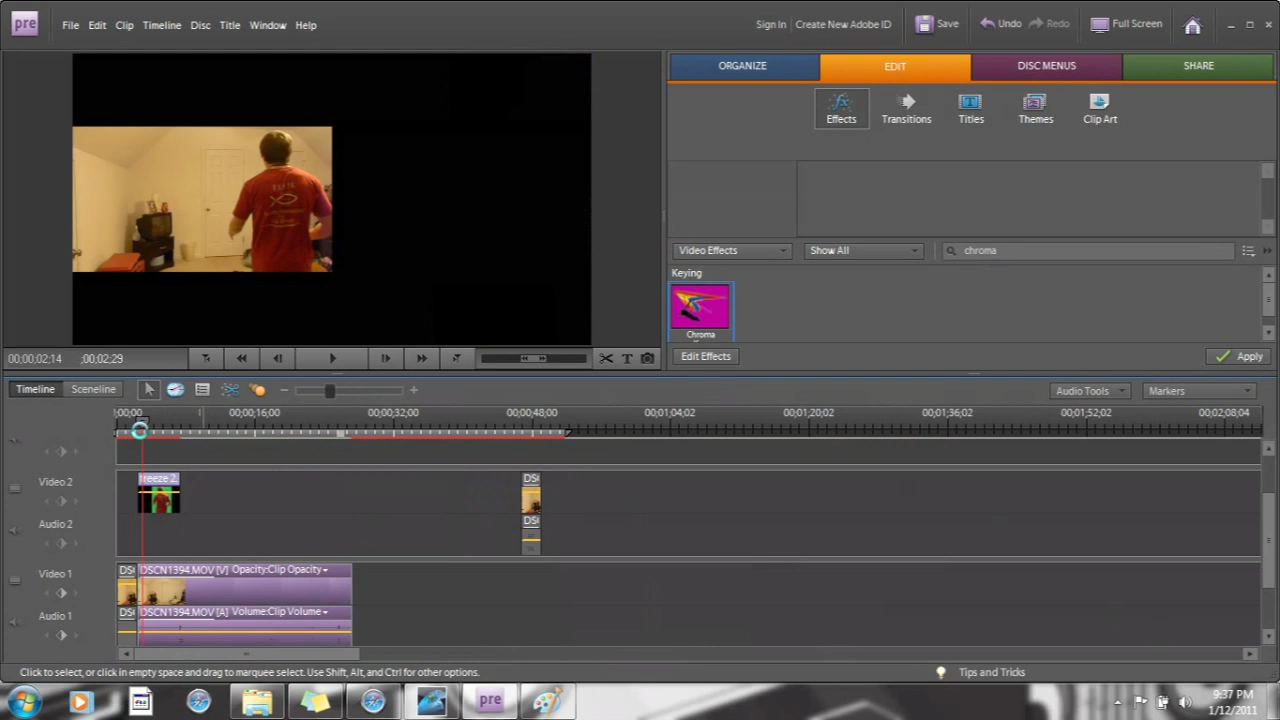 pre File Edit Clip Timeline Disc Title Window Help Sign In Create New Adobe ID Save Undo Redo Full Screen
ORGANIZE EDIT DISC MENUS SHARE
Effects Transitions Titles Themes Clip Art
Video Effects Show All chroma
Keying
Chroma
00;00;02;14 ;00;02;29 T Edit Effects Apply
Timeline Sceneline Audio Tools Markers
;00;00 00;00;16;00 00;00;32;00 00;00;48;00 00;01;04;02 00;01;20;02 00;01;36;02 00;01;52;02 00;02;08;04
Video 2 freeze 2. DS(
Audio 2 DS(
Video 1 DS( DSCN1394.MOV [V] Opacity:Clip Opacity
Audio 1 DS( DSCN1394.MOV [A] Volume:Clip Volume
Click to select, or click in empty space and drag to marquee select. Use Shift, Alt, and Ctrl for other options. Tips and Tricks
pre 9:37 PM
1/12/2011